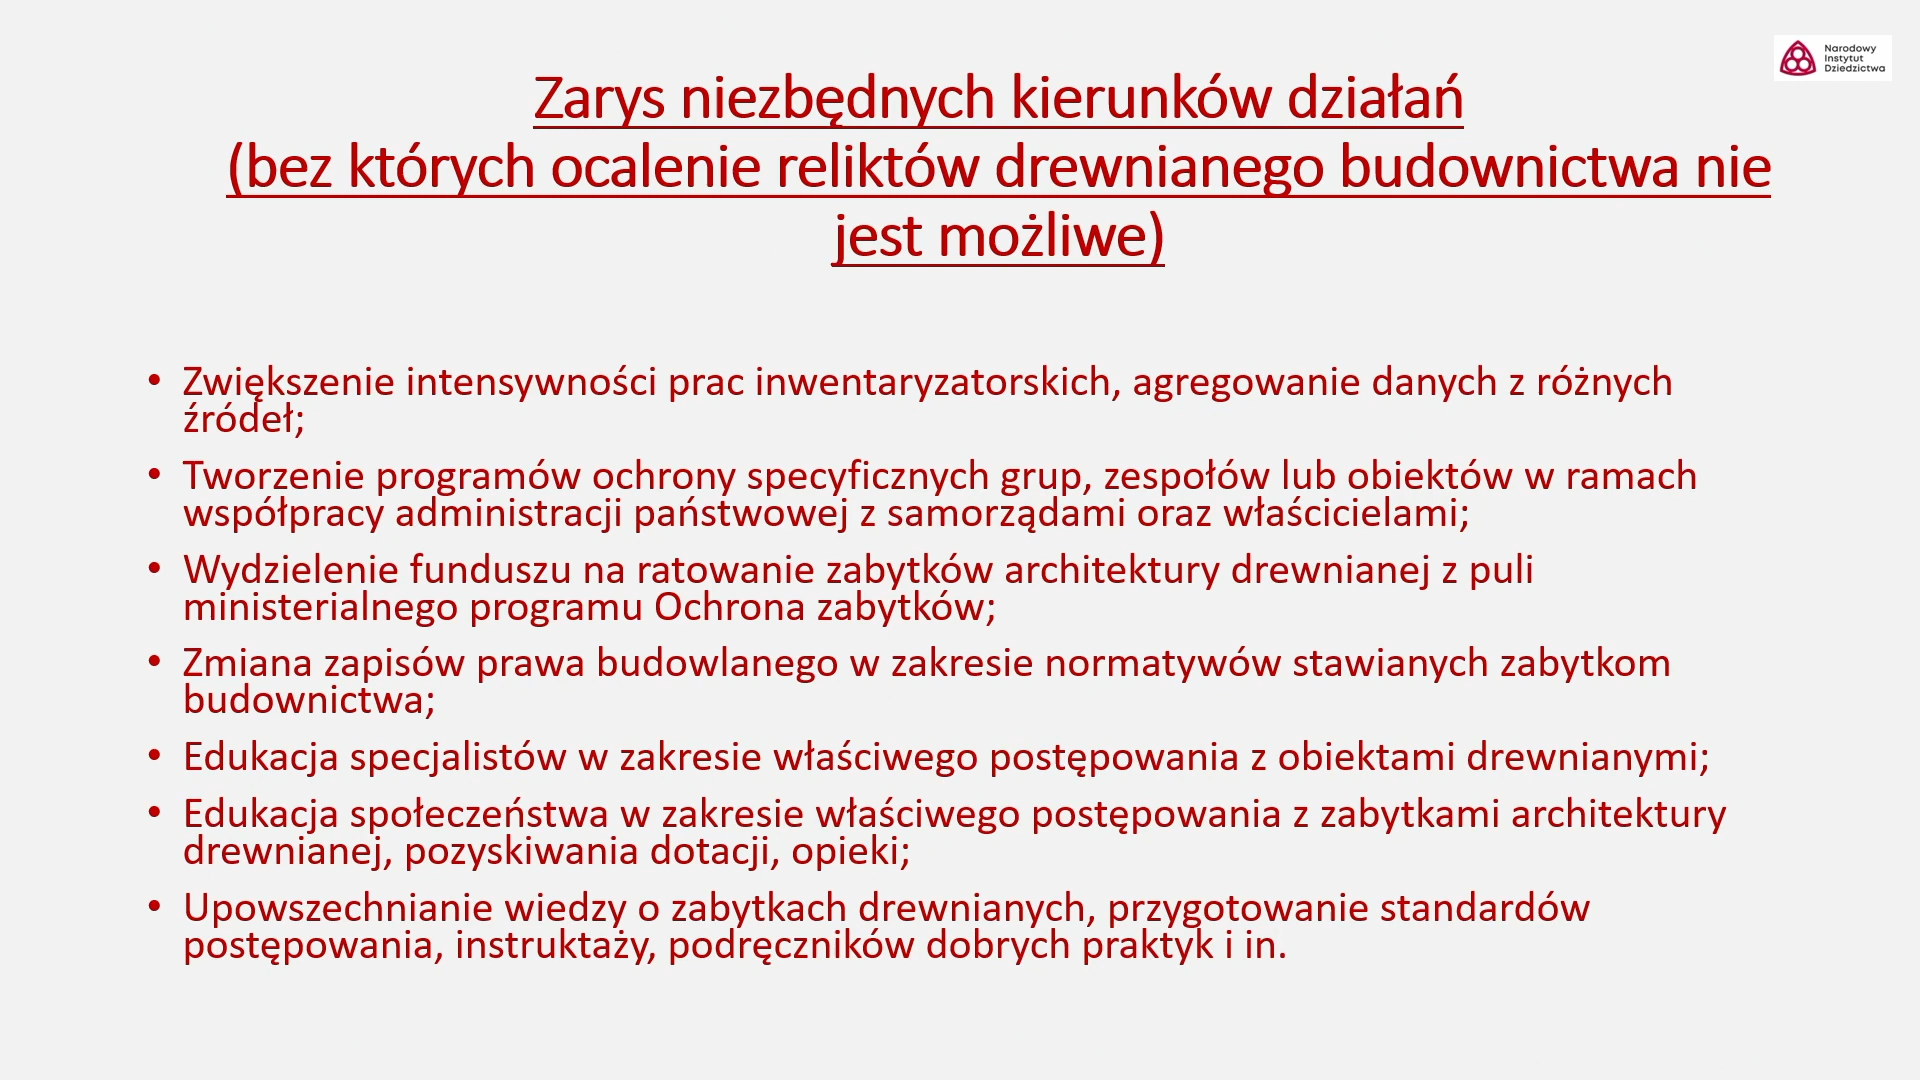 Narodowy
Instytut
Dziedzictwa
Zarys niezbędnych kierunków działań
(bez których ocalenie reliktów drewnianego budownictwa nie
jest możliwe)
• Zwiększenie intensywności prac inwentaryzatorskich, agregowanie danych z różnych
źródeł;
• Tworzenie programów ochrony specyficznych grup, zespołów lub obiektów w ramach
współpracy administracji państwowej z samorządami oraz właścicielami;
• Wydzielenie funduszu na ratowanie zabytków architektury drewnianej z puli
ministerialnego programu Ochrona zabytków;
• Zmiana zapisów prawa budowlanego w zakresie normatywów stawianych zabytkom
budownictwa;
• Edukacja specjalistów w zakresie właściwego postępowania z obiektami drewnianymi;
• Edukacja społeczeństwa w zakresie właściwego postępowania z zabytkami architektury
drewnianej, pozyskiwania dotacji, opieki;
• Upowszechnianie wiedzy o zabytkach drewnianych, przygotowanie standardów
postępowania, instruktaży, podręczników dobrych praktyk i in.